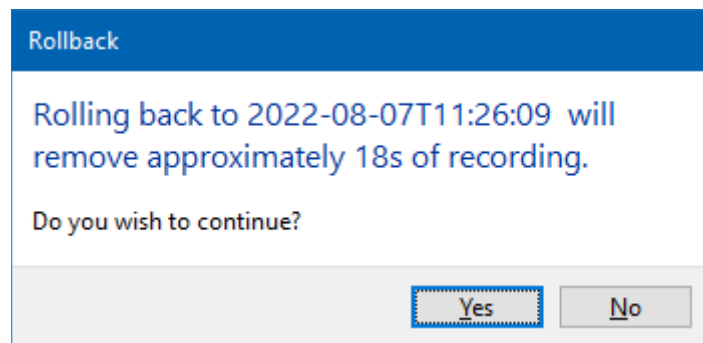 Rollback
Rolling back to 2022-08-07T11:26:09  will
remove approximately 18s of recording.
Do you wish to continue?
Yes No